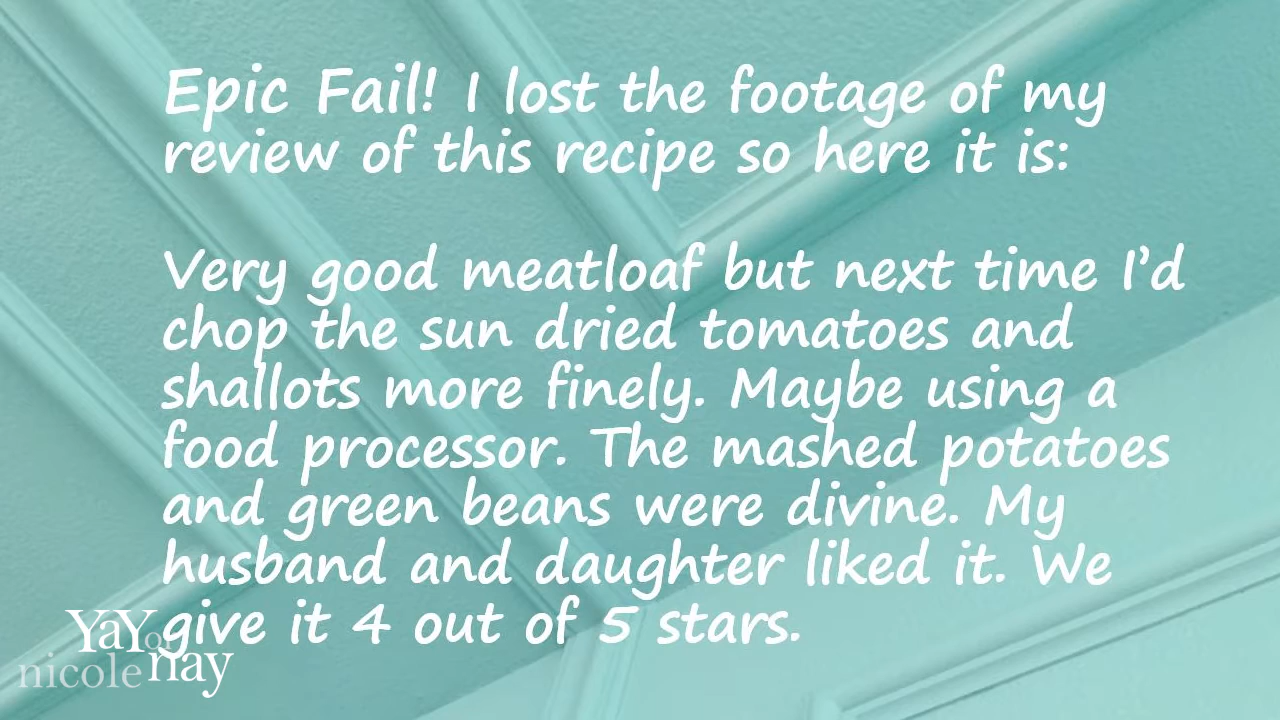 Epic Fail! I lost the footage of my
review of this recipe so here it is:
Very good meatloaf but next time I’d
chop the sun dried tomatoes and
shallots more finely. Maybe using a
food processor. The mashed potatoes
and green beans were divine. My
husband and daughter liked it. We
give it 4 out of 5 stars.
YaY or
nicole nay